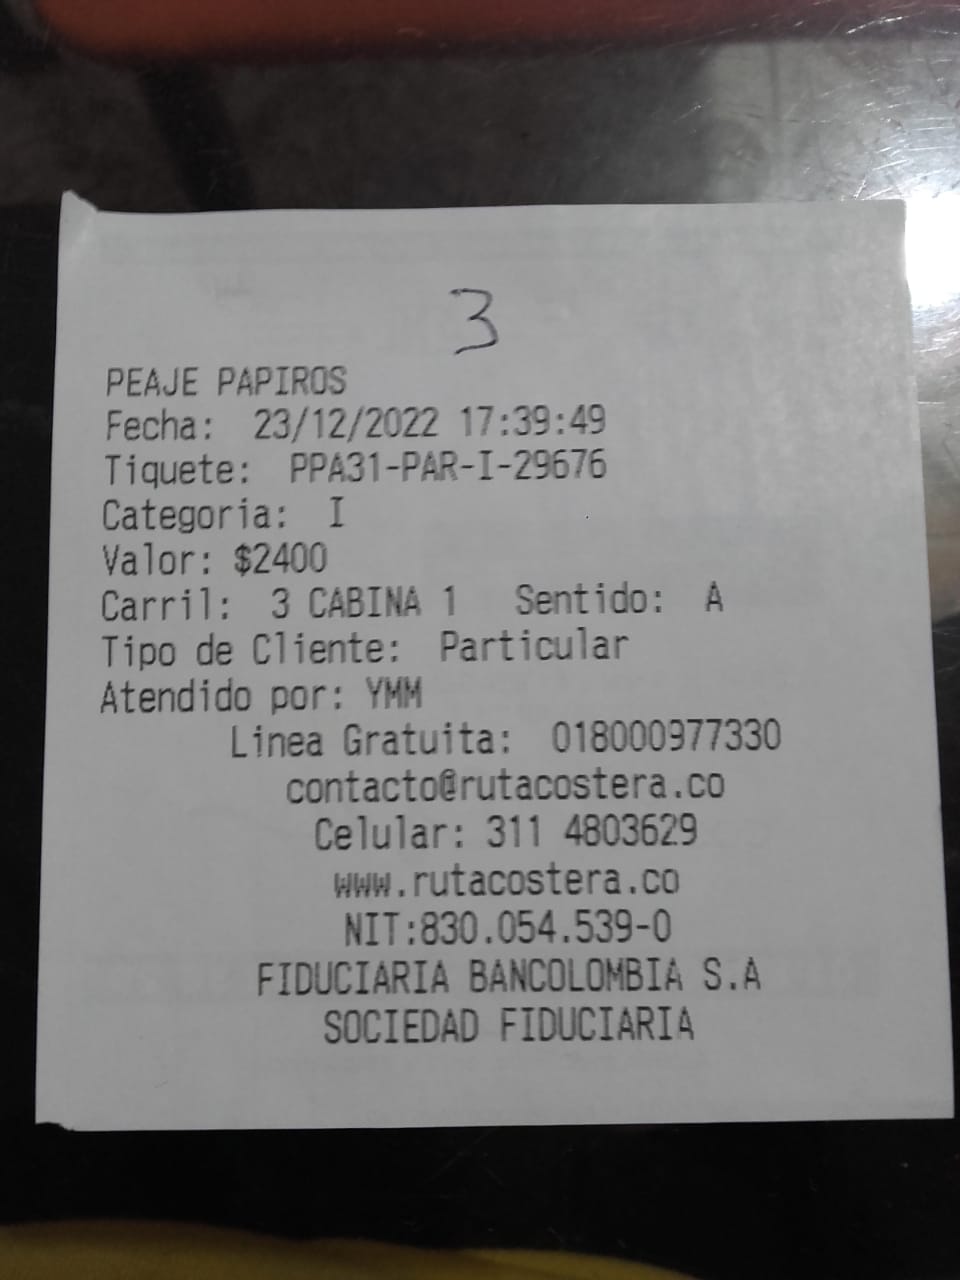 3
PEAJE PAPIROS
Fecha: 23/12/2022 17:39:49
Tiquete: PPA31-PAR-I-29676
Categoria: I
Valor: $2400
Carril: 3 CABINA 1 Sentido: A
Tipo de Cliente: Particular
Atendido por: YMM
Linea Gratuita: 018000977330
contacto@rutacostera.co
Celular: 311 4803629
www.rutacostera.co
NIT:830.054.539-0
FIDUCIARIA BANCOLOMBIA S.A
SOCIEDAD FIDUCIARIA